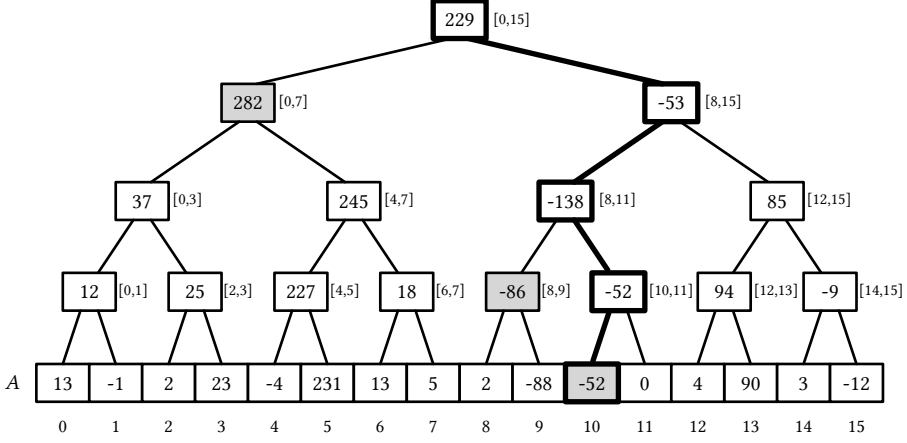 229 [0,15]
282 [0,7] -53 [8,15]
37 [0,3] 245 [4,7] -138 [8,11] 85 [12,15]
12 [0,1] 25 [2,3] 227 [4,5] 18 [6,7] -86 [8,9] -52 [10,11] 94 [12,13] -9 [14,15]
A 13 -1 2 23 -4 231 13 5 2 -88 -52 0 4 90 3 -12
0 1 2 3 4 5 6 7 8 9 10 11 12 13 14 15